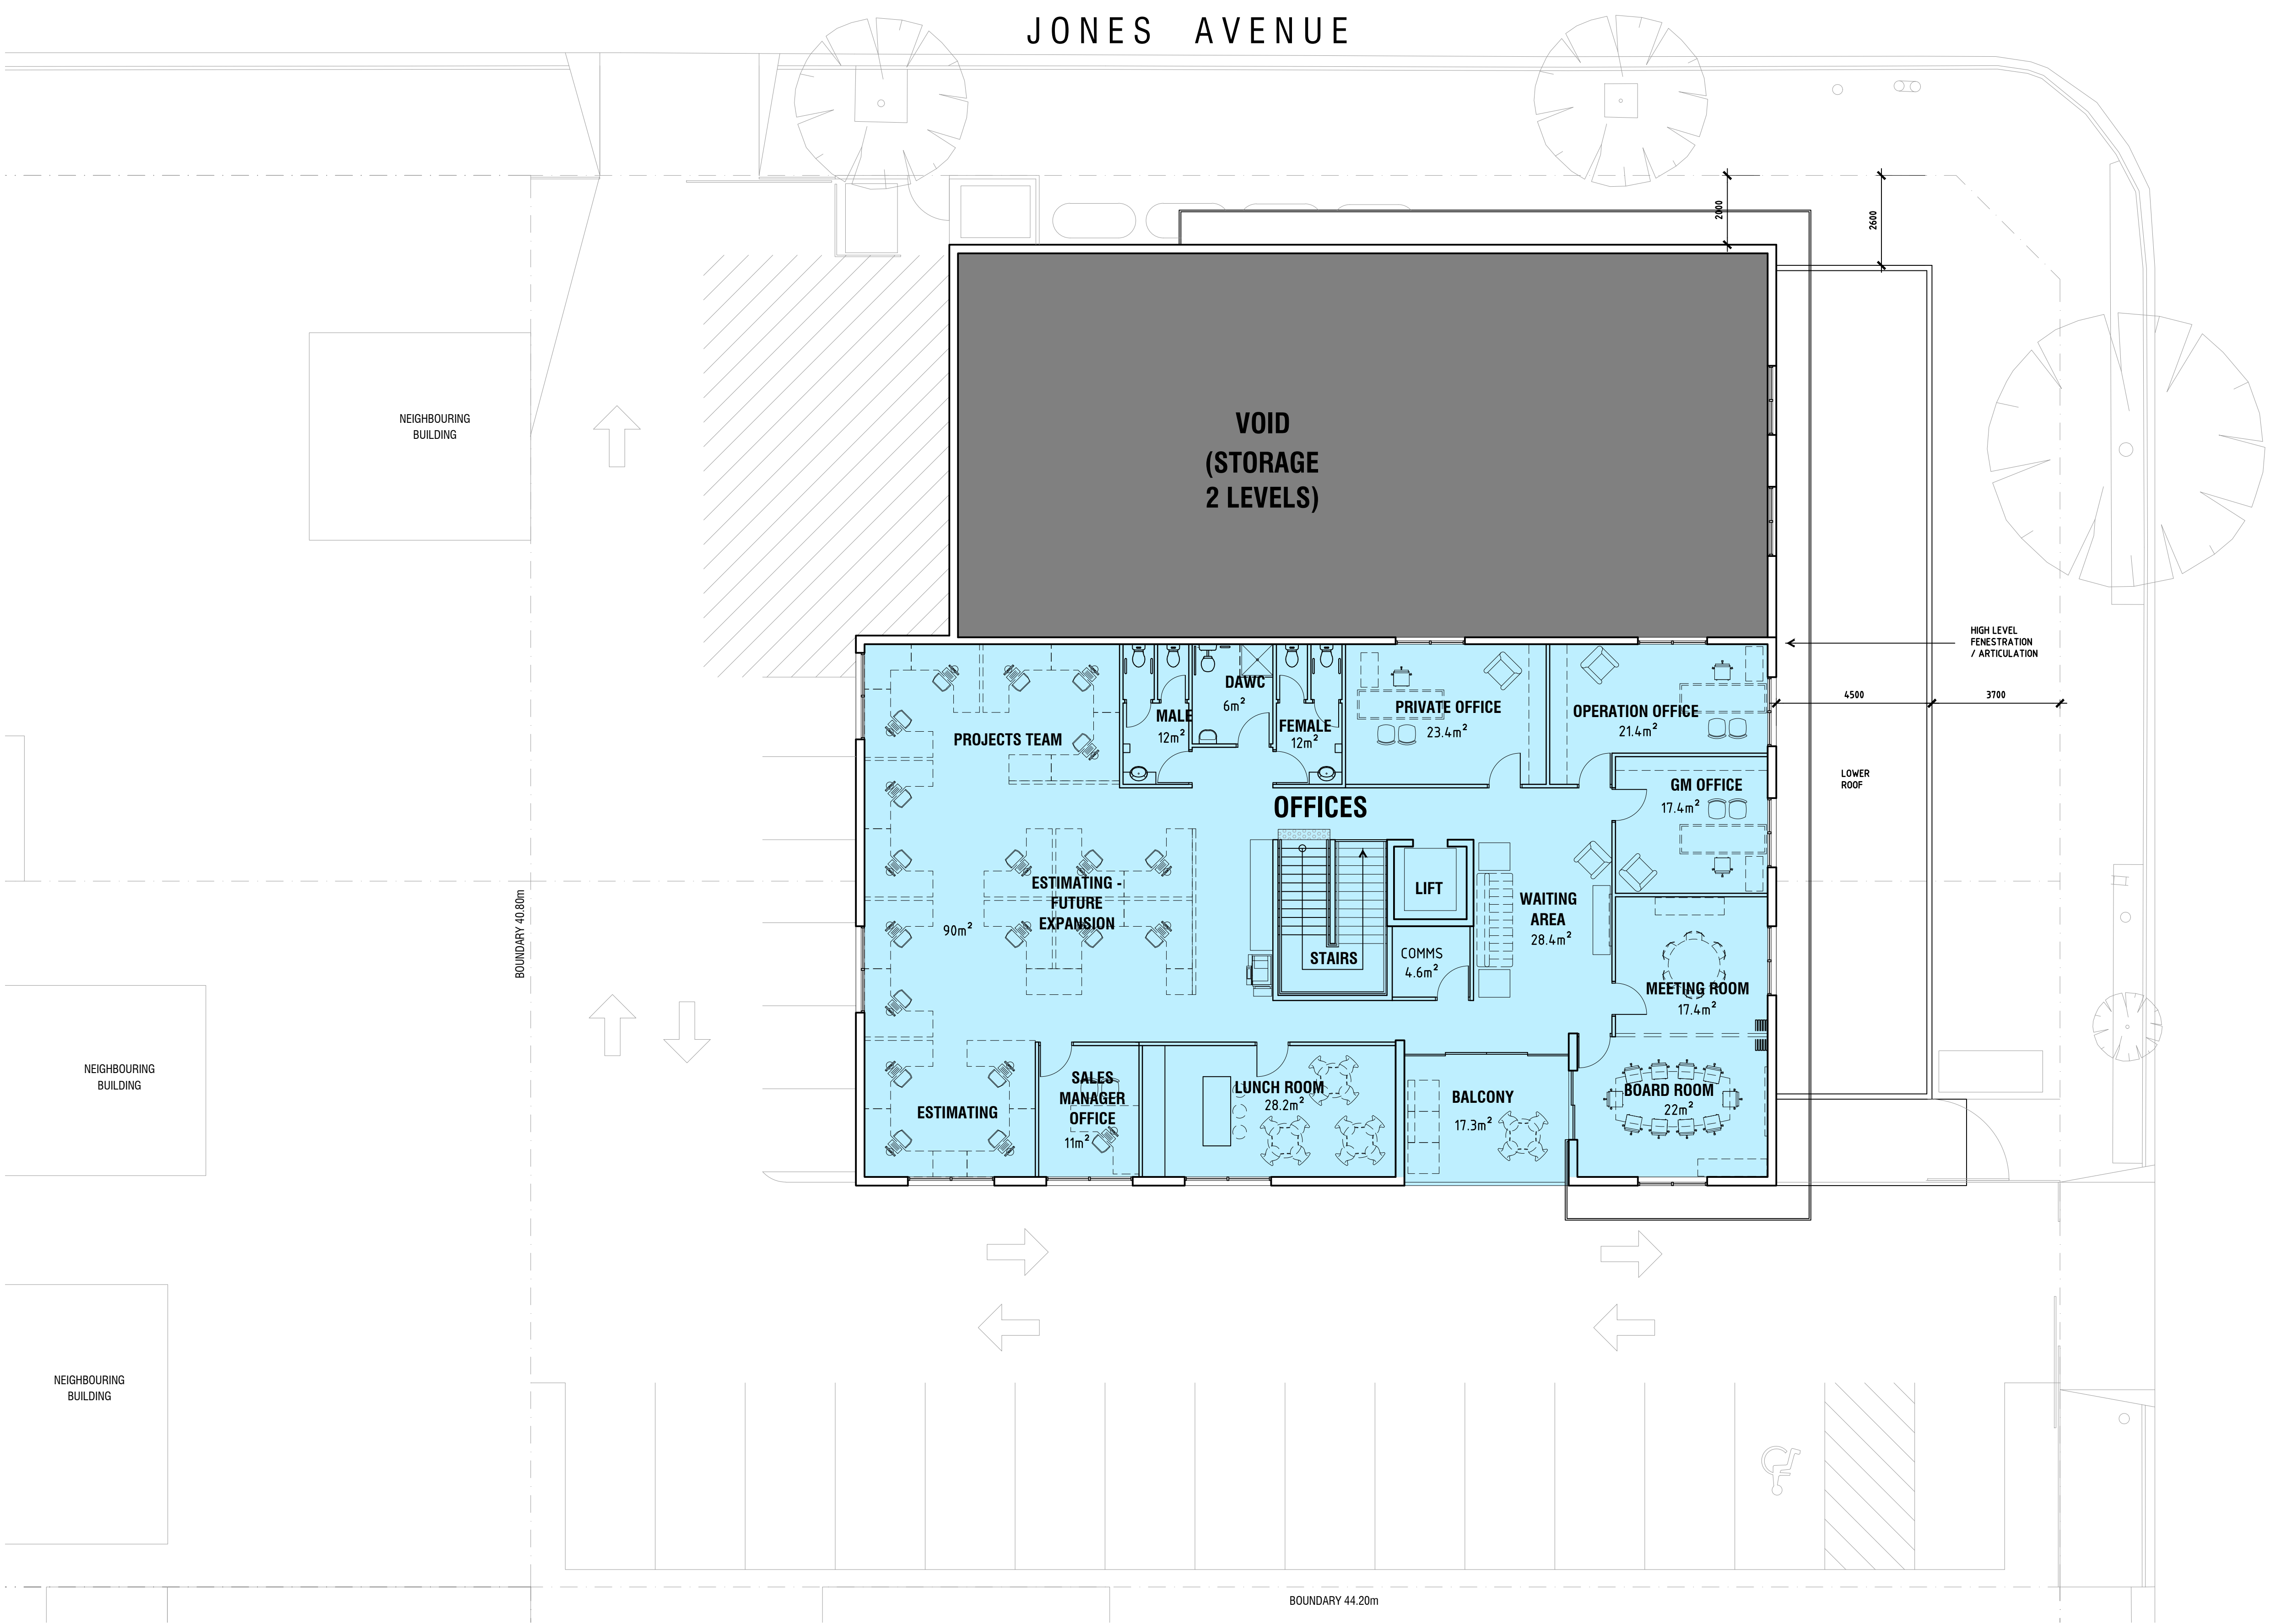 JONES AVENUE
2000
2600
NEIGHBOURING
BUILDING
VOID
(STORAGE
2 LEVELS)
HIGH LEVEL
FENESTRATION
/ ARTICULATION
4500
3700
PROJECTS TEAM
MALE
12m²
DAWC
6m²
FEMALE
12m²
PRIVATE OFFICE
23.4m²
OPERATION OFFICE
21.4m²
GM OFFICE
17.4m²
LOWER
ROOF
OFFICES
ESTIMATING -
FUTURE
EXPANSION
90m²
STAIRS
LIFT
COMMS
4.6m²
WAITING
AREA
28.4m²
MEETING ROOM
17.4m²
BOUNDARY 40.80m
NEIGHBOURING
BUILDING
ESTIMATING
SALES
MANAGER
OFFICE
11m²
LUNCH ROOM
28.2m²
BALCONY
17.3m²
BOARD ROOM
22m²
NEIGHBOURING
BUILDING
BOUNDARY 44.20m